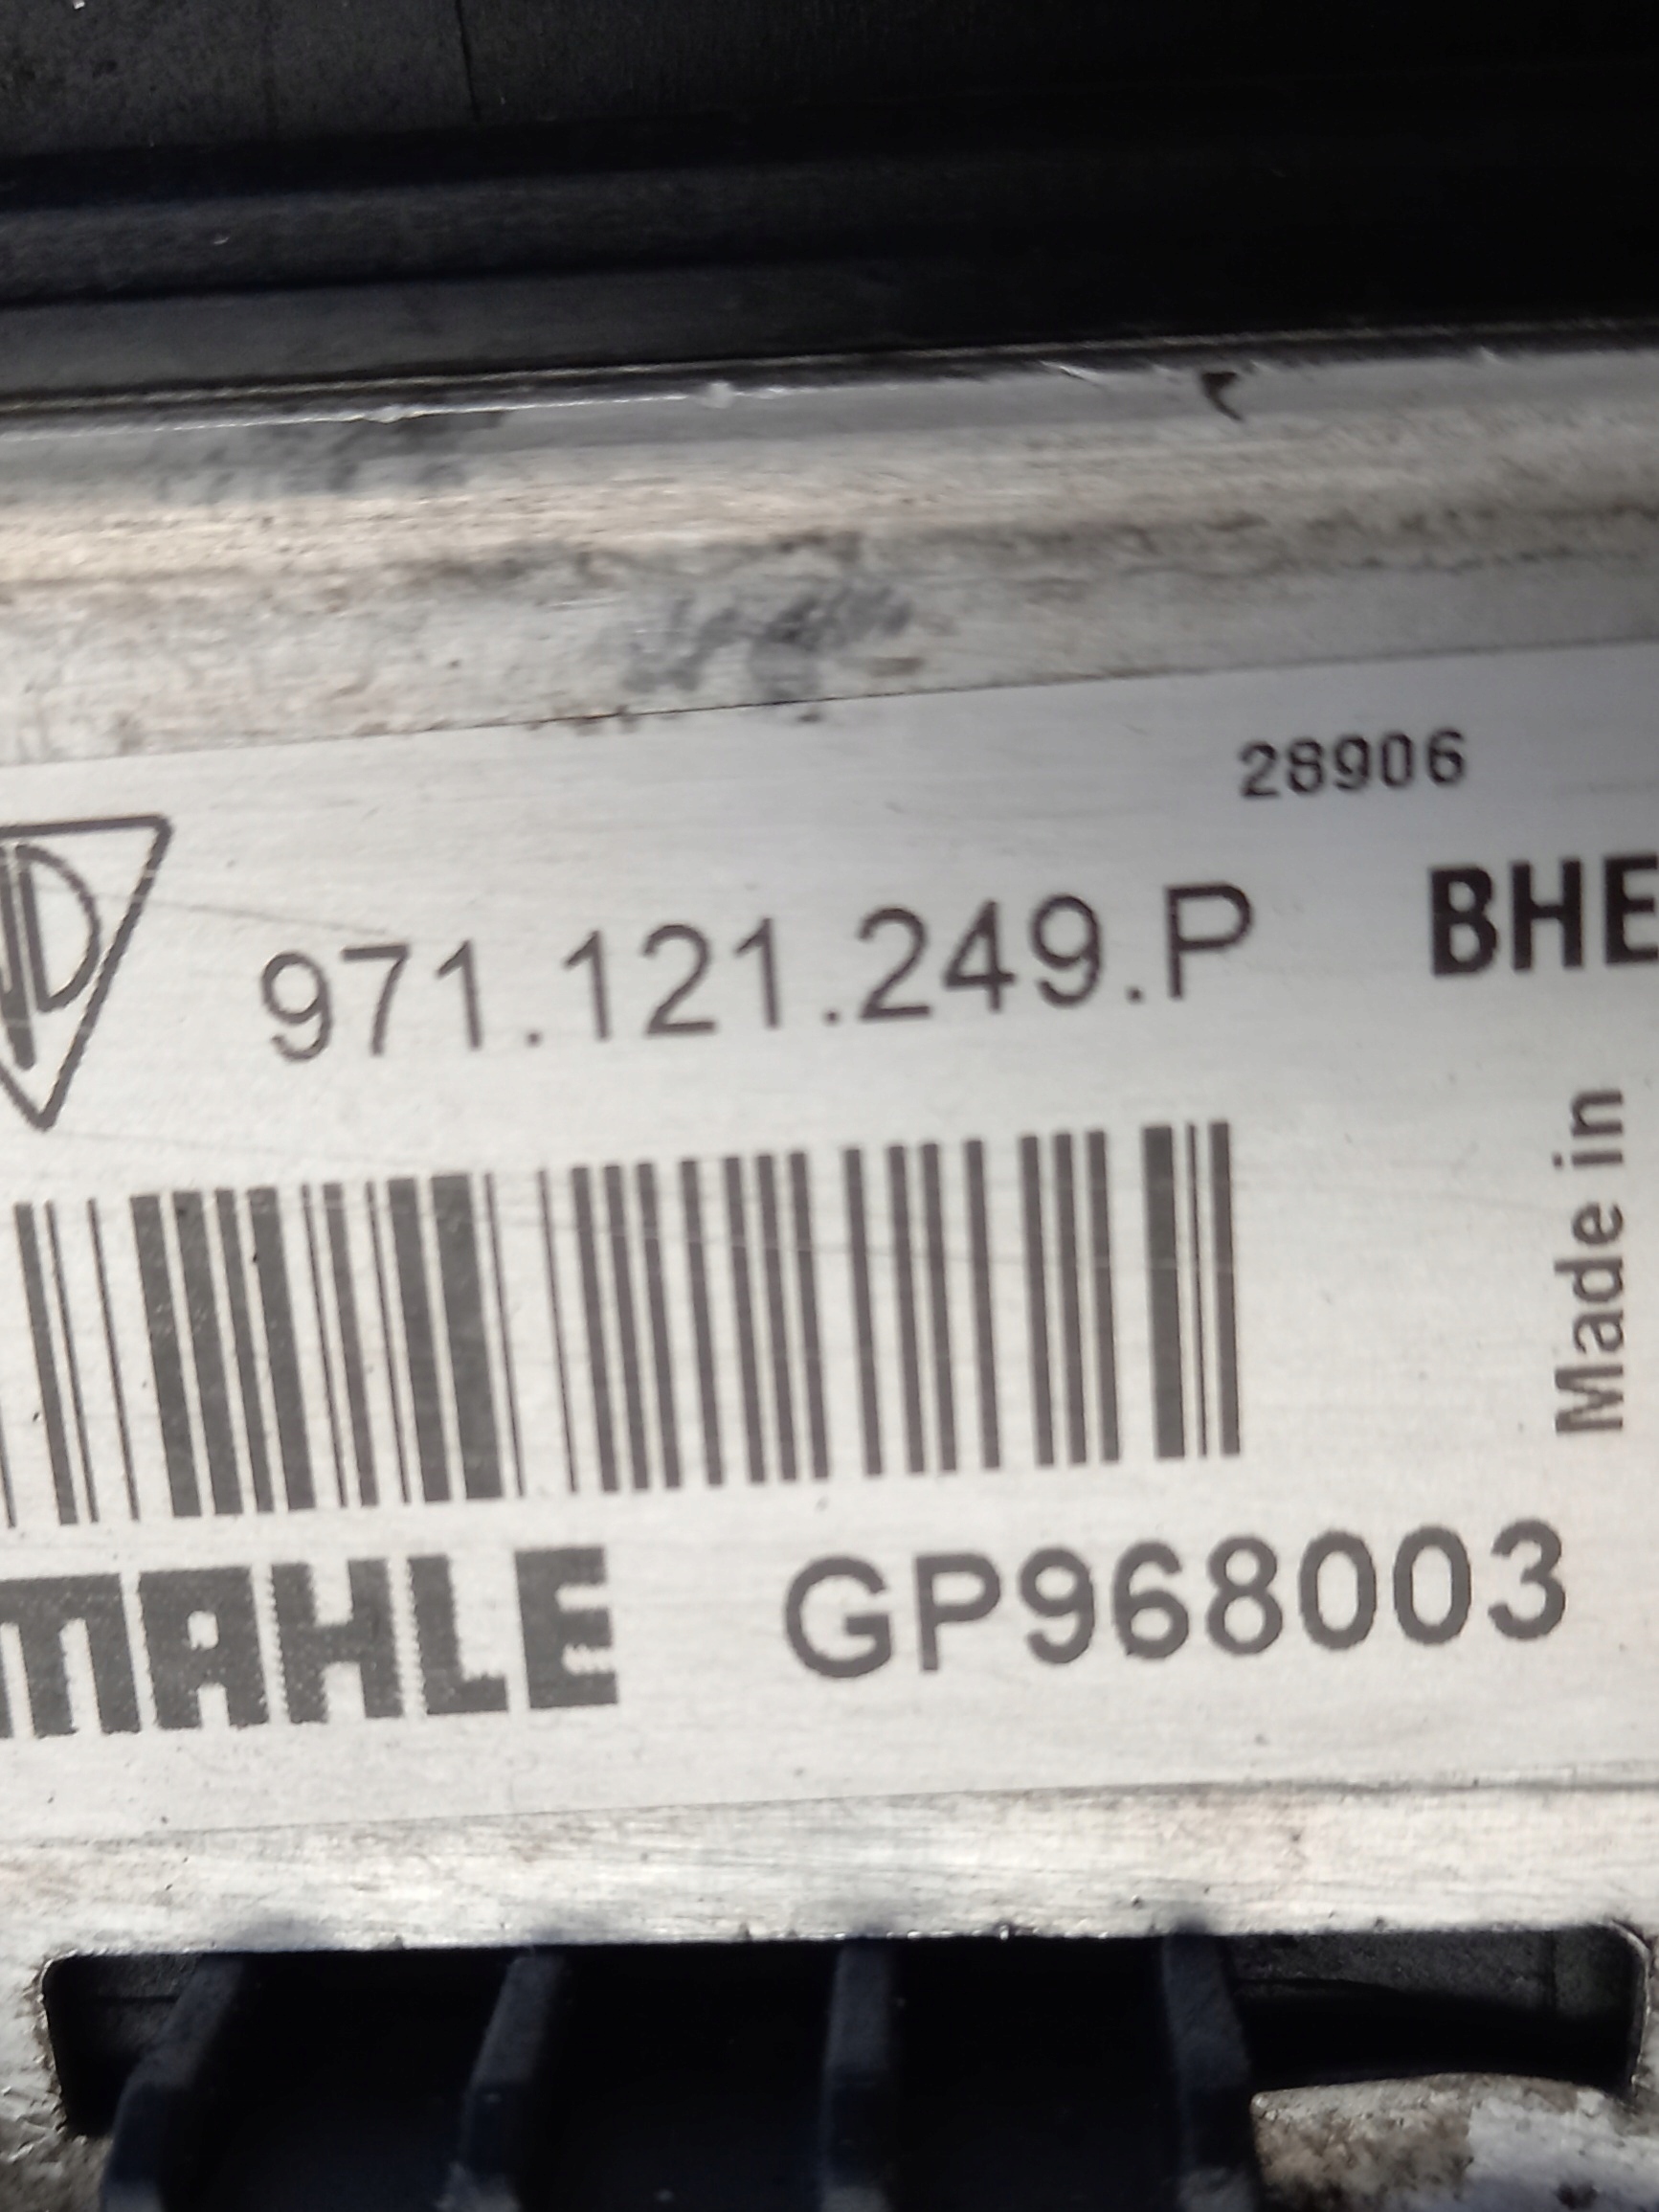 28906
971.121.249.P
BHE
Made in
MAHLE GP968003